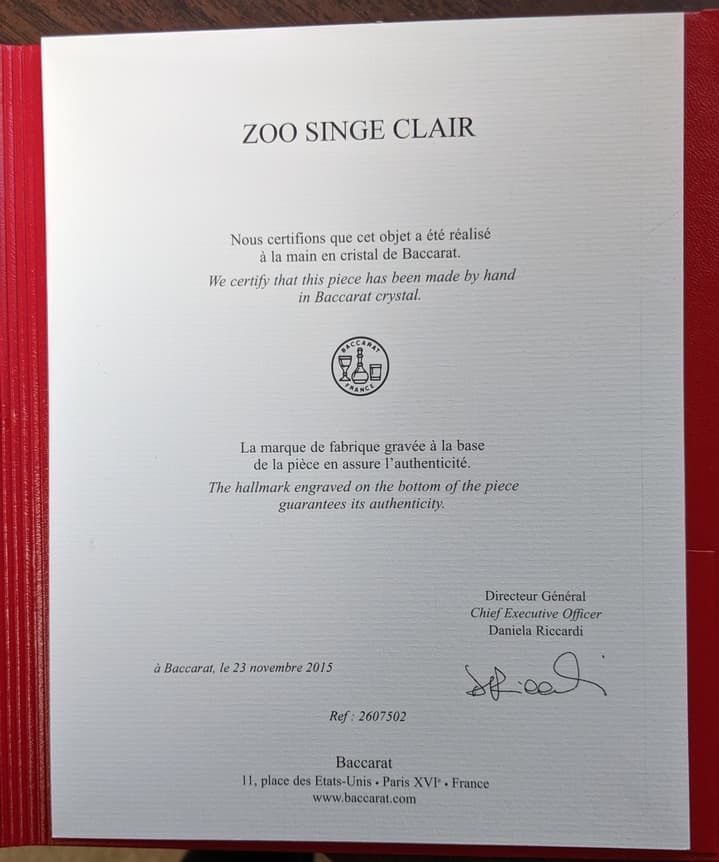 ZOO SINGE CLAIR
Nous certifions que cet objet a été réalisé
à la main en cristal de Baccarat.
We certify that this piece has been made by hand
in Baccarat crystal.
BACCARAT
FRANCE
La marque de fabrique gravée à la base
de la pièce en assure l'authenticité.
The hallmark engraved on the bottom of the piece
guarantees its authenticity.
Directeur Général
Chief Executive Officer
Daniela Riccardi
à Baccarat, le 23 novembre 2015
Ref : 2607502
Baccarat
11, place des Etats-Unis • Paris XVIᵉ • France
www.baccarat.com